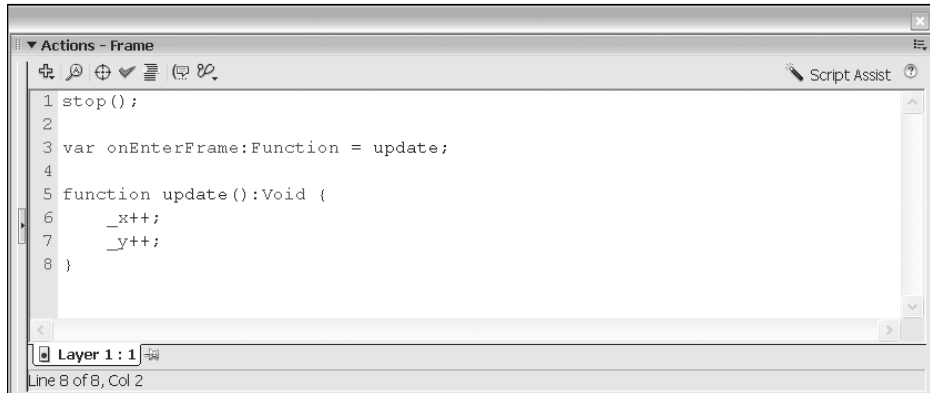 Actions - Frame
Script Assist
1 stop();
2
3 var onEnterFrame:Function = update;
4
5 function update():Void {
6 _x++;
7 _y++;
8 }
Layer 1 : 1
Line 8 of 8, Col 2